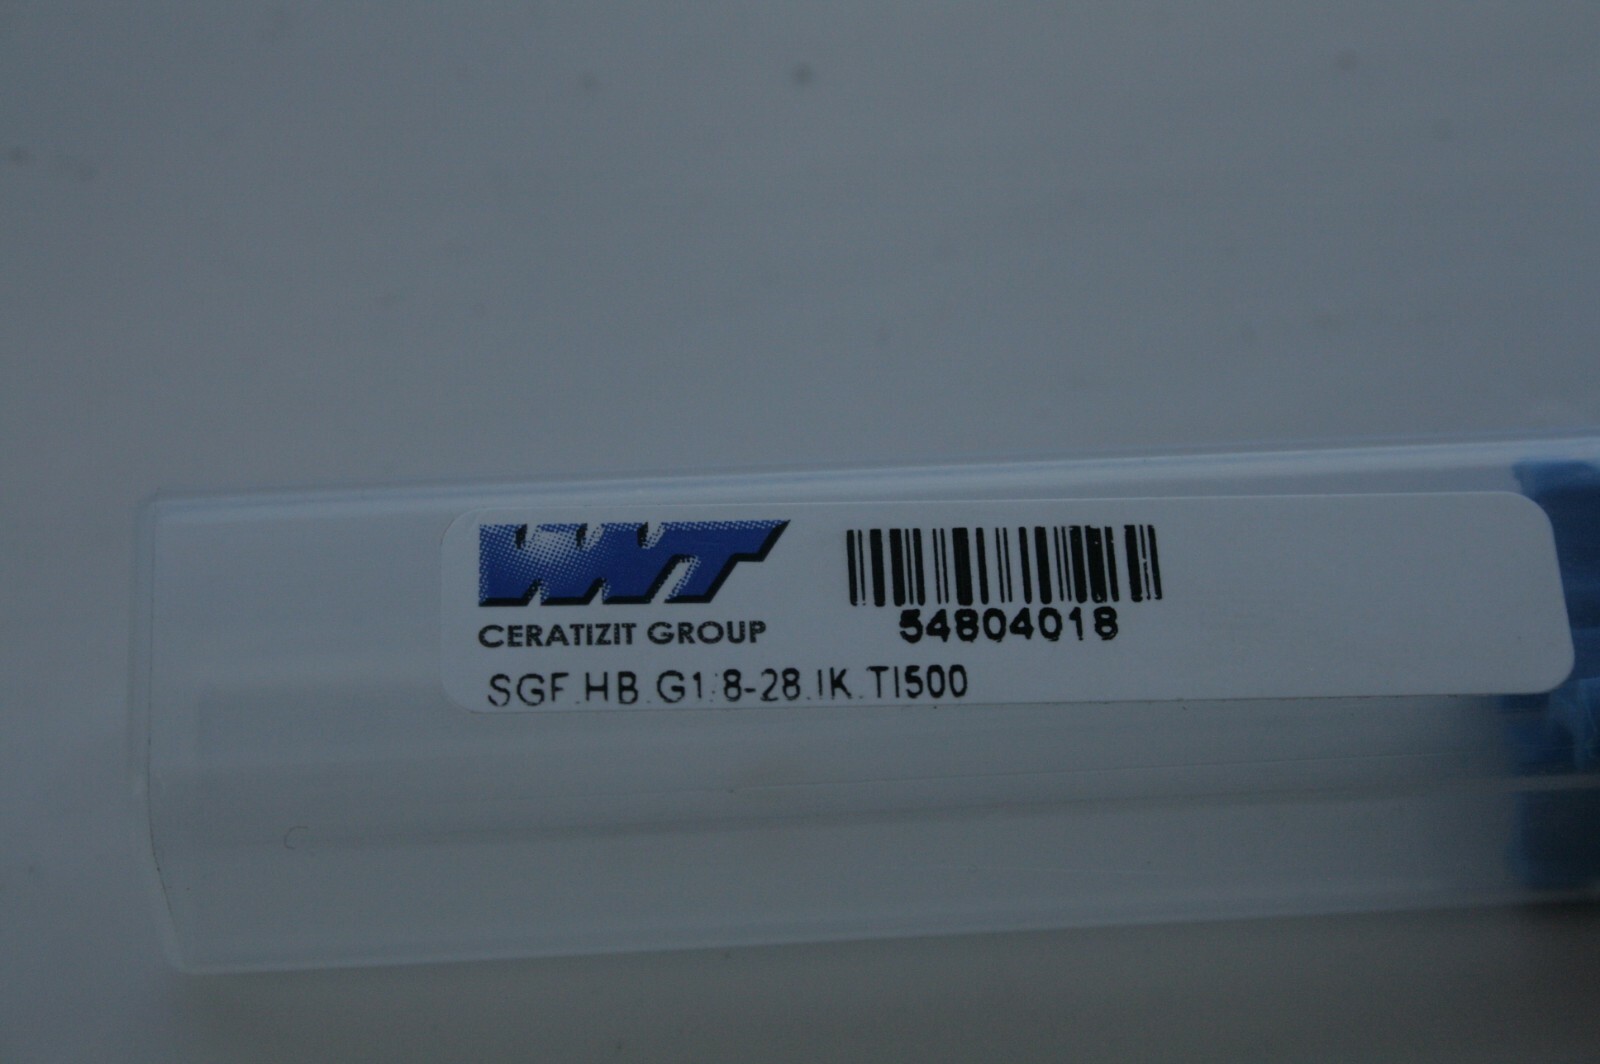 WNT
CERATIZIT GROUP
54804018
SGF.HB.G1/8-28.IK.TI500